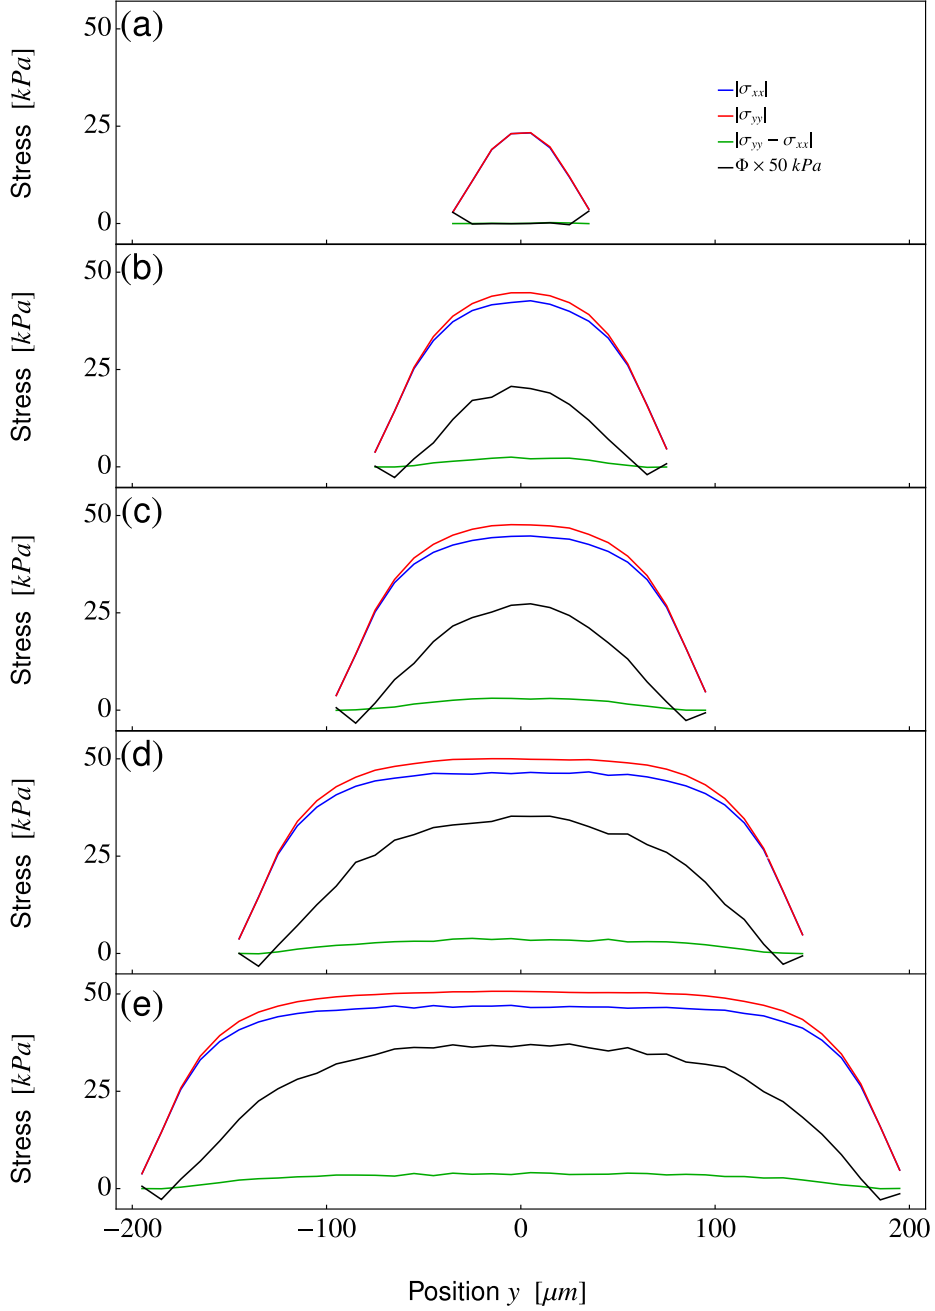 (a)
50
25
0
Stress [kPa]
|σxx|
|σyy|
|σyy − σxx|
Φ × 50 kPa
(b)
50
25
0
Stress [kPa]
(c)
50
25
0
Stress [kPa]
(d)
50
25
0
Stress [kPa]
(e)
50
25
0
Stress [kPa]
−200 −100 0 100 200
Position y [μm]